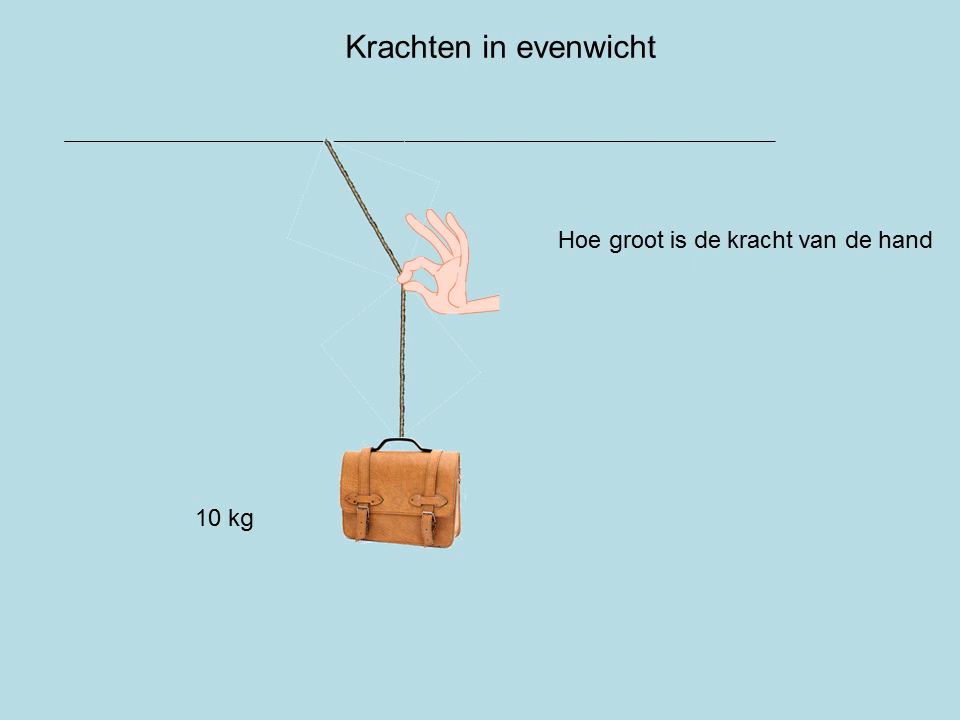 Krachten in evenwicht
Hoe groot is de kracht van de hand
10 kg